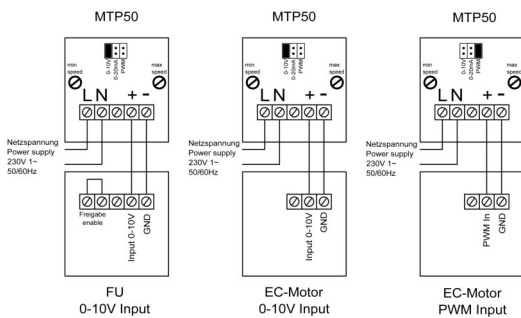 MTP50
min
speed
0-10V
0-20mA
PWM
max
speed
L N + -
Netzspannung
Power supply
230V 1~
50/60Hz
Freigabe
enable
Input 0-10V
GND
FU
0-10V Input
MTP50
min
speed
0-10V
0-20mA
PWM
max
speed
L N + -
Netzspannung
Power supply
230V 1~
50/60Hz
Input 0-10V
GND
EC-Motor
0-10V Input
MTP50
min
speed
0-10V
0-20mA
PWM
max
speed
L N + -
Netzspannung
Power supply
230V 1~
50/60Hz
PWM In
GND
EC-Motor
PWM Input